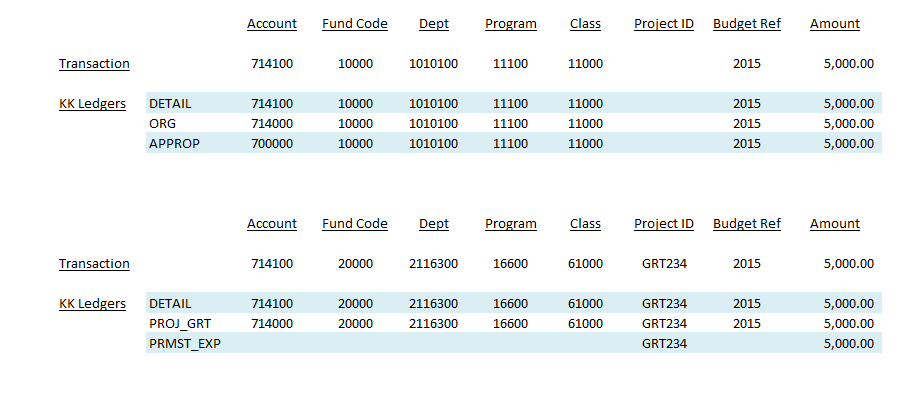 Account Fund Code Dept Program Class Project ID Budget Ref Amount
Transaction 714100 10000 1010100 11100 11000 2015 5,000.00
KK Ledgers DETAIL 714100 10000 1010100 11100 11000 2015 5,000.00
ORG 714000 10000 1010100 11100 11000 2015 5,000.00
APPROP 700000 10000 1010100 11100 11000 2015 5,000.00
Account Fund Code Dept Program Class Project ID Budget Ref Amount
Transaction 714100 20000 2116300 16600 61000 GRT234 2015 5,000.00
KK Ledgers DETAIL 714100 20000 2116300 16600 61000 GRT234 2015 5,000.00
PROJ_GRT 714000 20000 2116300 16600 61000 GRT234 2015 5,000.00
PRMST_EXP GRT234 5,000.00